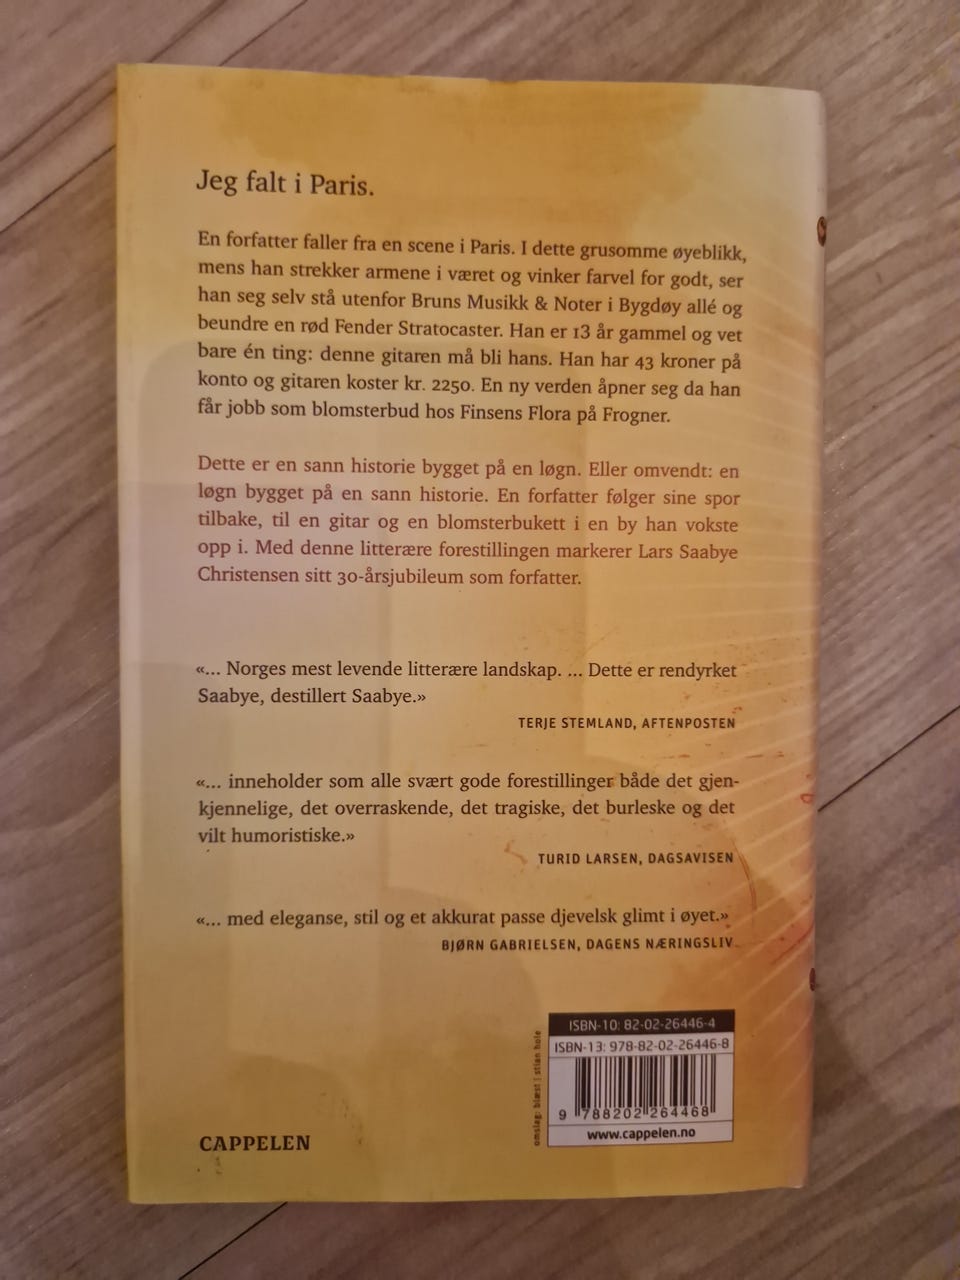 Jeg falt i Paris.
En forfatter faller fra en scene i Paris. I dette grusomme øyeblikk,
mens han strekker armene i været og vinker farvel for godt, ser
han seg selv stå utenfor Bruns Musikk & Noter i Bygdøy allé og
beundre en rød Fender Stratocaster. Han er 13 år gammel og vet
bare én ting: denne gitaren må bli hans. Han har 43 kroner på
konto og gitaren koster kr. 2250. En ny verden åpner seg da han
får jobb som blomsterbud hos Finsens Flora på Frogner.
Dette er en sann historie bygget på en løgn. Eller omvendt: en
løgn bygget på en sann historie. En forfatter følger sine spor
tilbake, til en gitar og en blomsterbukett i en by han vokste
opp i. Med denne litterære forestillingen markerer Lars Saabye
Christensen sitt 30-årsjubileum som forfatter.
«... Norges mest levende litterære landskap. ... Dette er rendyrket
Saabye, destillert Saabye.»
TERJE STEMLAND, AFTENPOSTEN
«... inneholder som alle svært gode forestillinger både det gjen-
kjennelige, det overraskende, det tragiske, det burleske og det
vilt humoristiske.»
TURID LARSEN, DAGSAVISEN
«... med eleganse, stil og et akkurat passe djevelsk glimt i øyet.»
BJØRN GABRIELSEN, DAGENS NÆRINGSLIV
ISBN-10: 82-02-26446-4
ISBN-13: 978-82-02-26446-8
9 788202 264468
www.cappelen.no
omslag: blæst | stian hole
CAPPELEN